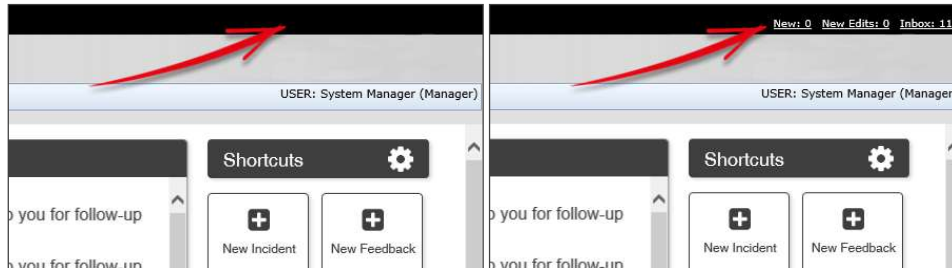 USER: System Manager (Manager)
Shortcuts
you for follow-up
New Incident
New Feedback
you for follow-up
New: 0 New Edits: 0 Inbox: 11
USER: System Manager (Manager
Shortcuts
you for follow-up
New Incident
New Feedback
you for follow-up